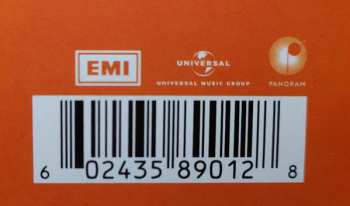 EMI
UNIVERSAL
UNIVERSAL MUSIC GROUP
PANORAM
6 02435 89012 8